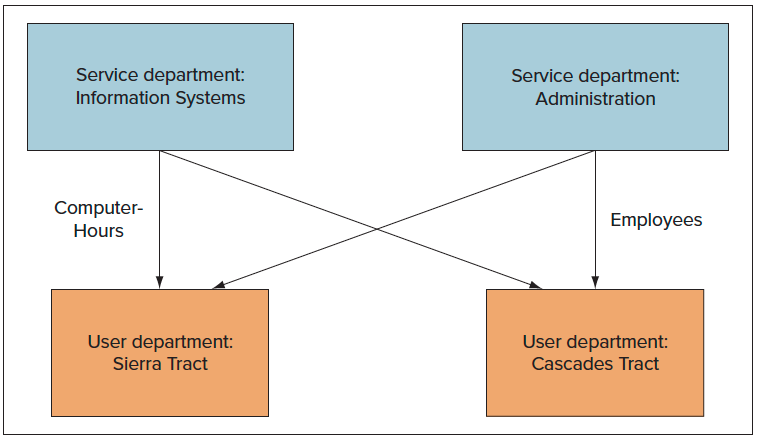 Service department:
Information Systems
Service department:
Administration
Computer-
Hours
Employees
User department:
Sierra Tract
User department:
Cascades Tract